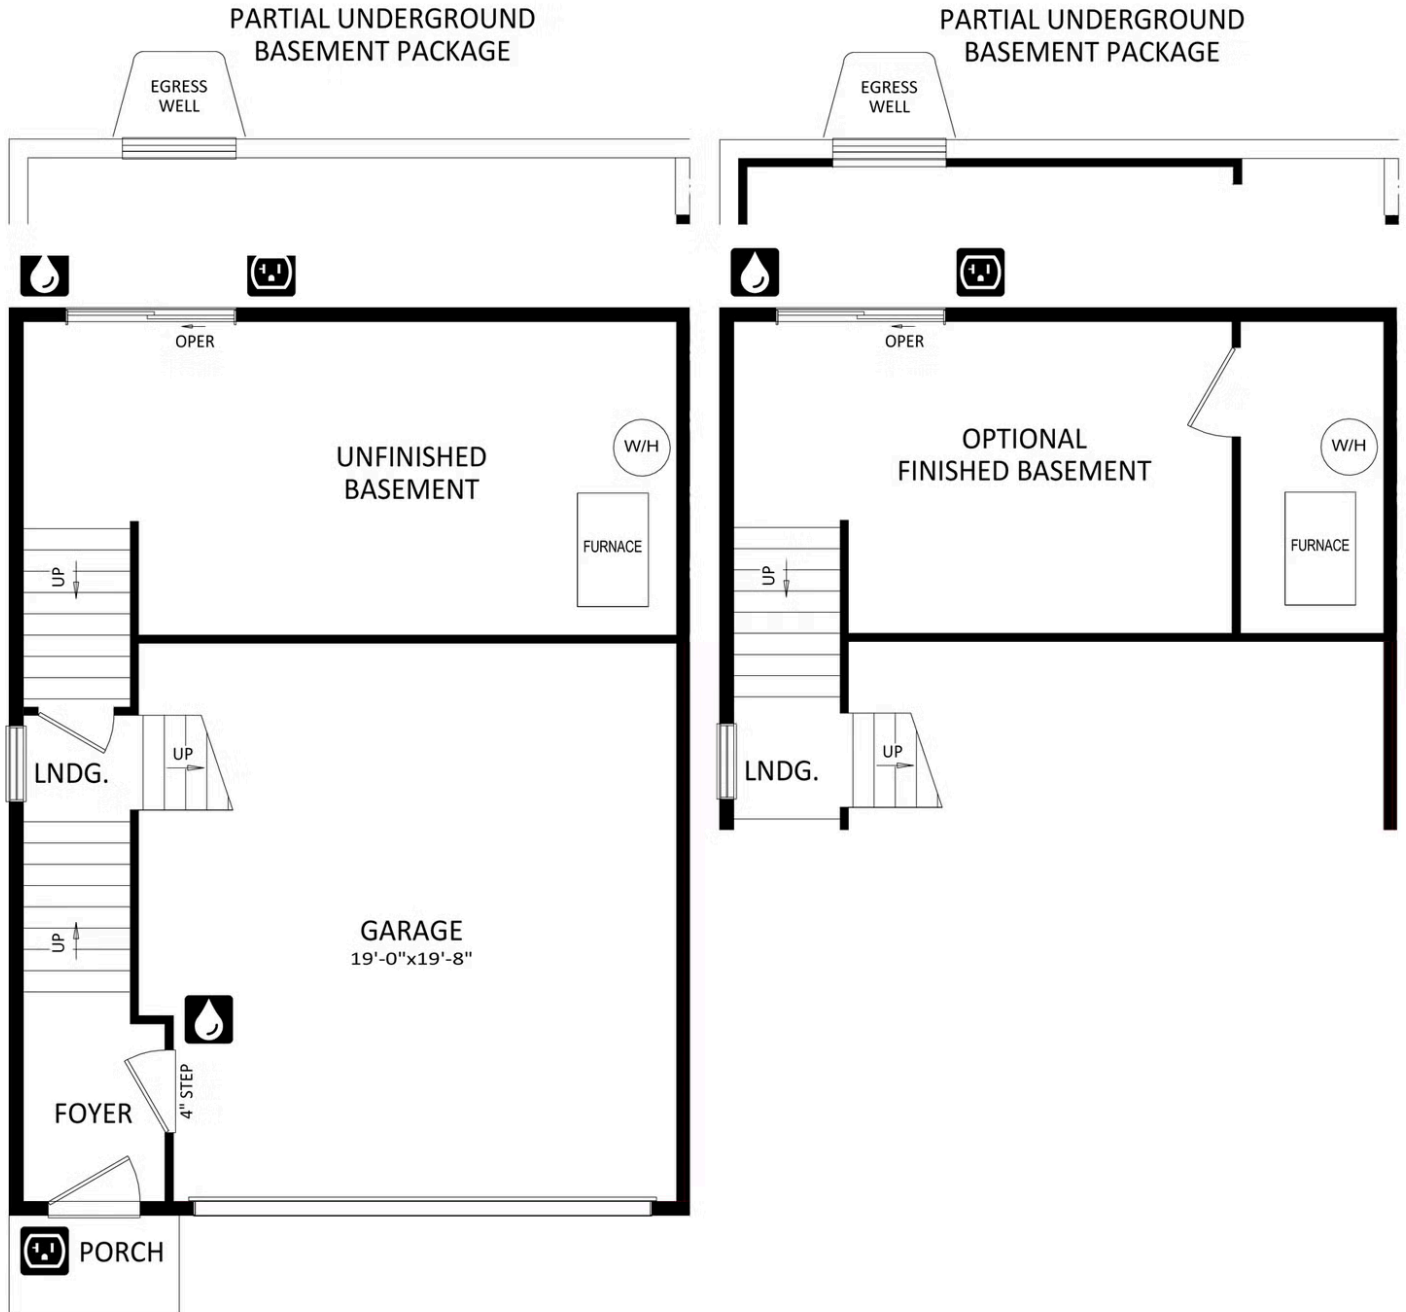 PARTIAL UNDERGROUND
BASEMENT PACKAGE
EGRESS
WELL
OPER
UNFINISHED
BASEMENT
W/H
FURNACE
UP
UP
LNDG.
UP
GARAGE
19'-0"x19'-8"
4" STEP
FOYER
PORCH
PARTIAL UNDERGROUND
BASEMENT PACKAGE
EGRESS
WELL
OPER
OPTIONAL
FINISHED BASEMENT
W/H
FURNACE
UP
UP
LNDG.